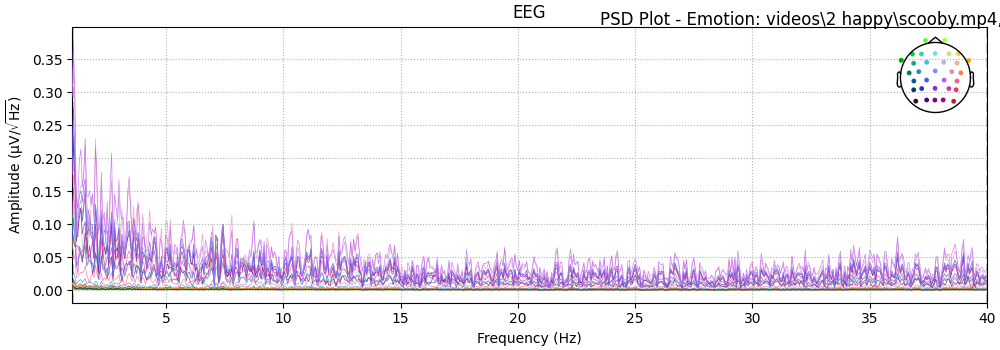 EEG
PSD Plot - Emotion: videos\2 happy\scooby.mp4,
Amplitude (µV/√Hz)
0.35
0.30
0.25
0.20
0.15
0.10
0.05
0.00
5 10 15 20 25 30 35 40
Frequency (Hz)